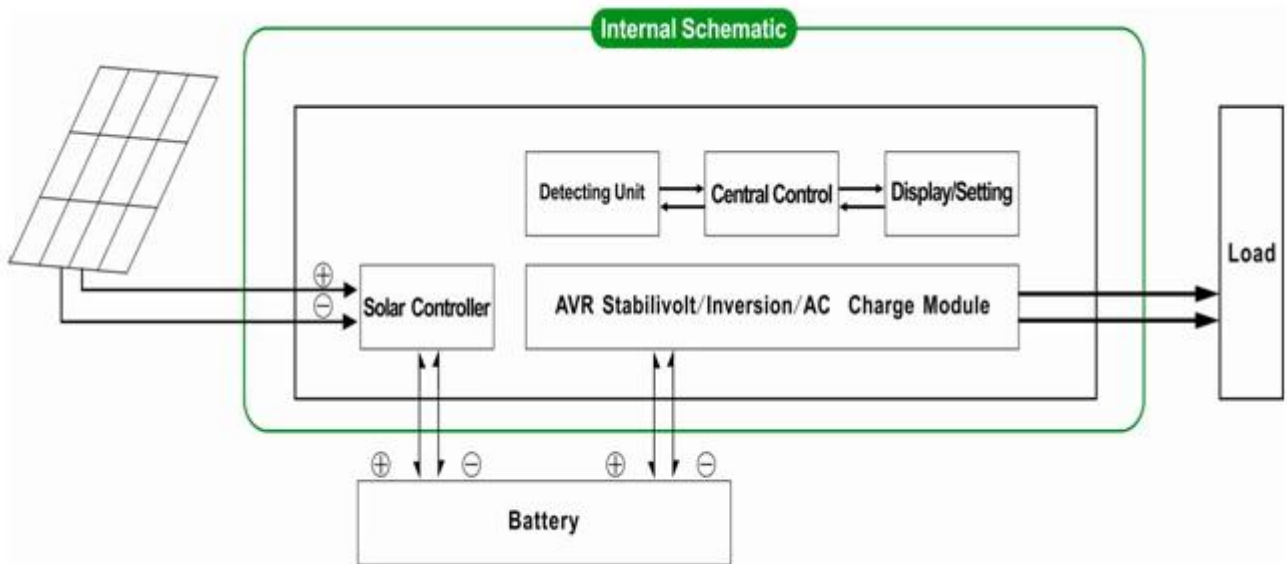 Internal Schematic
Detecting Unit
Central Control
Display/Setting
Load
⊕
⊖
Solar Controller
AVR Stabilivolt/Inversion/AC Charge Module
⊕ ⊖ ⊕ ⊖
Battery